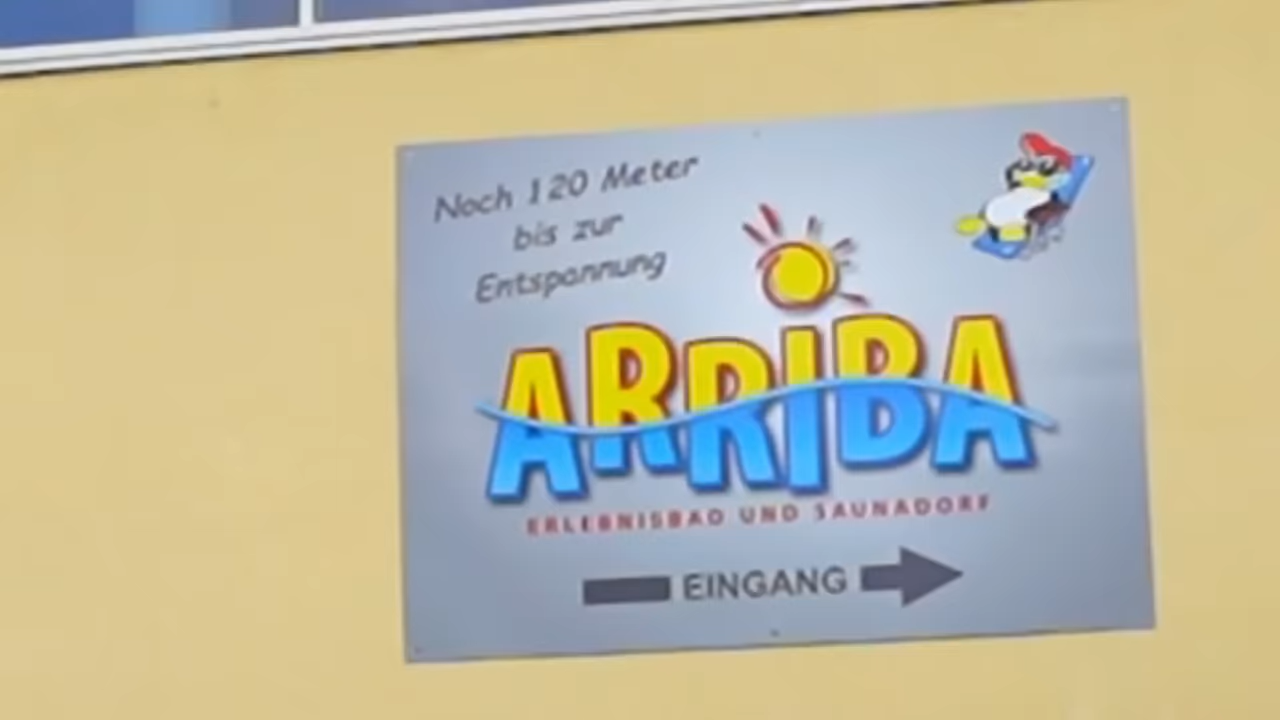 Noch 120 Meter
bis zur
Entspannung
ARRIBA
ERLEBNISBAD UND SAUNADORF
EINGANG